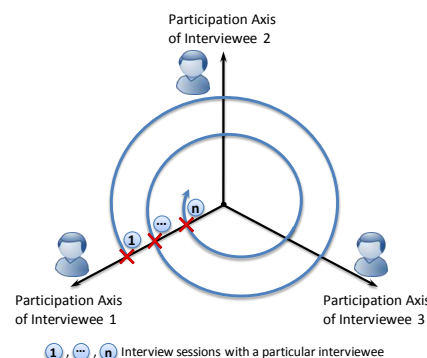 Participation Axis
of Interviewee 2
1
...
n
Participation Axis
of Interviewee 1
Participation Axis
of Interviewee 3
1 , ... , n Interview sessions with a particular interviewee